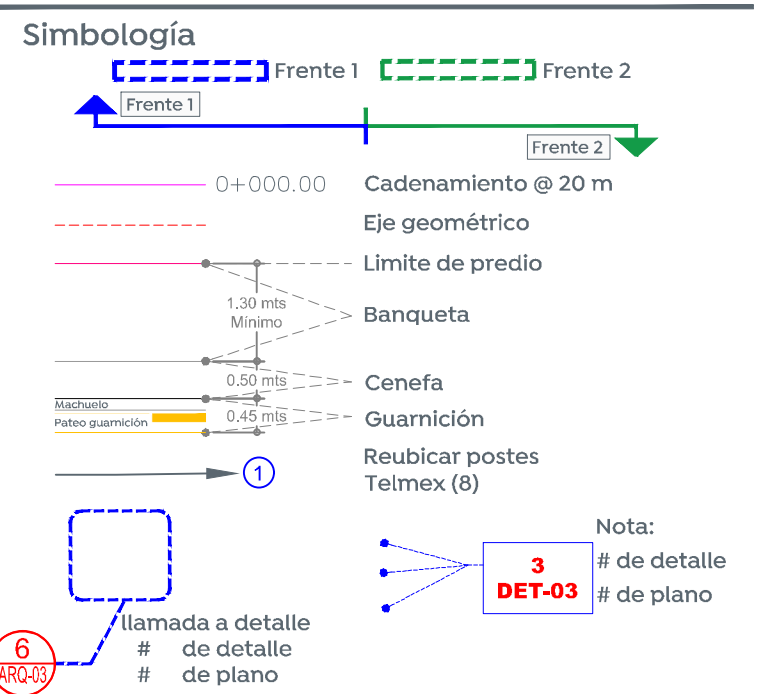 Simbología
Frente 1
Frente 2
Frente 1
Frente 2
0+000.00
Cadenamiento @ 20 m
Eje geométrico
Limite de predio
1.30 mts
Mínimo
Banqueta
0.50 mts
Cenefa
Machuelo
Pateo guarnición
0.45 mts
Guarnición
1
Reubicar postes
Telmex (8)
Nota:
3
DET-03
# de detalle
# de plano
llamada a detalle
# de detalle
# de plano
6
ARQ-03